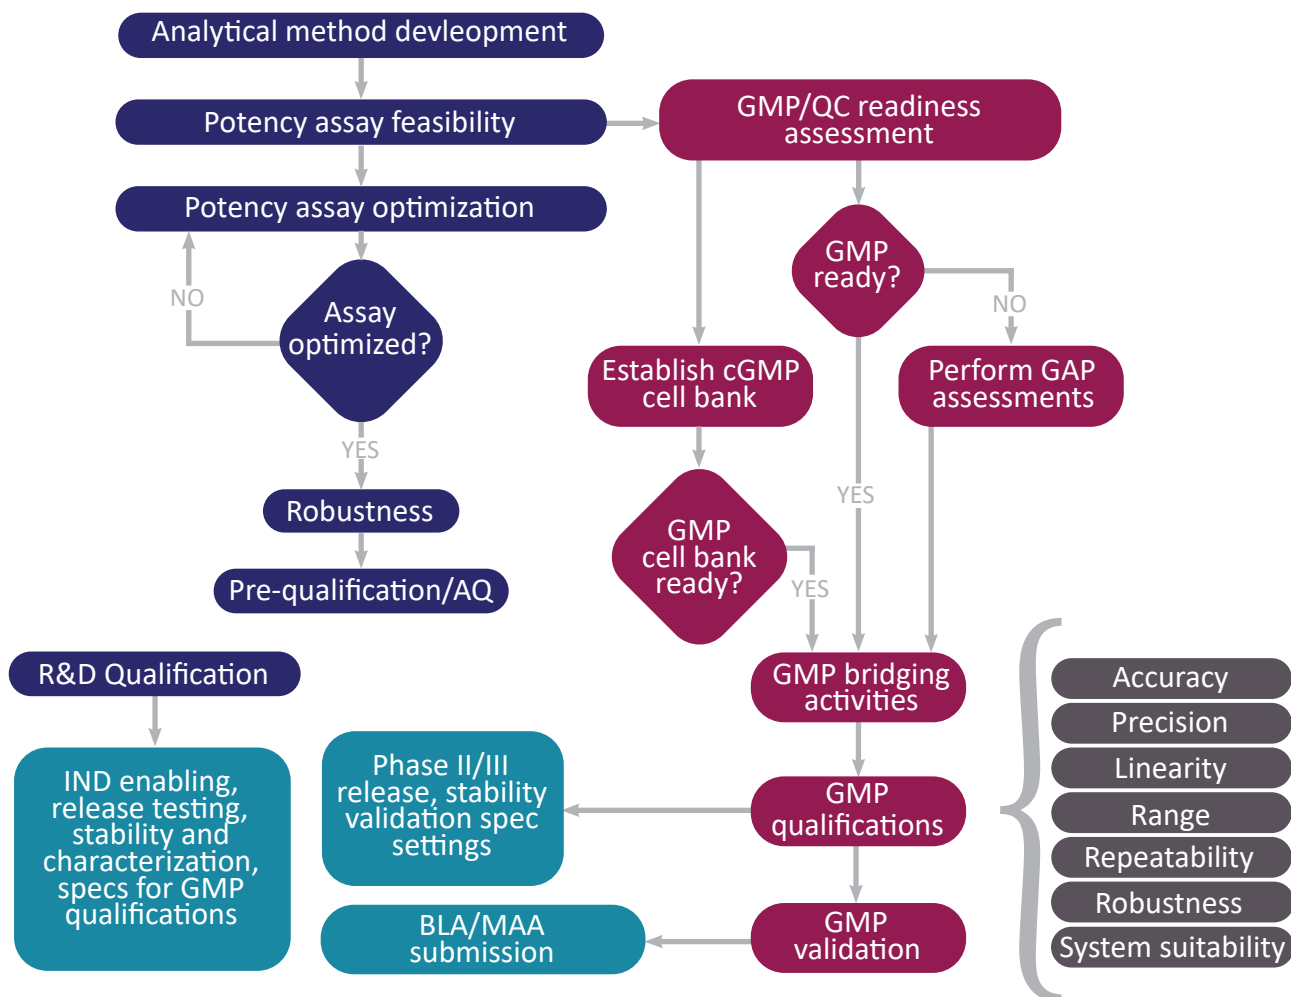 Analytical method devleopment
Potency assay feasibility
Potency assay optimization
NO
Assay
optimized?
YES
Robustness
Pre-qualification/AQ
R&D Qualification
IND enabling,
release testing,
stability and
characterization,
specs for GMP
qualifications
GMP/QC readiness
assessment
GMP
ready?
NO
Establish cGMP
cell bank
Perform GAP
assessments
YES
GMP
cell bank
ready?
YES
GMP bridging
activities
Phase II/III
release, stability
validation spec
settings
GMP
qualifications
BLA/MAA
submission
GMP
validation
Accuracy
Precision
Linearity
Range
Repeatability
Robustness
System suitability